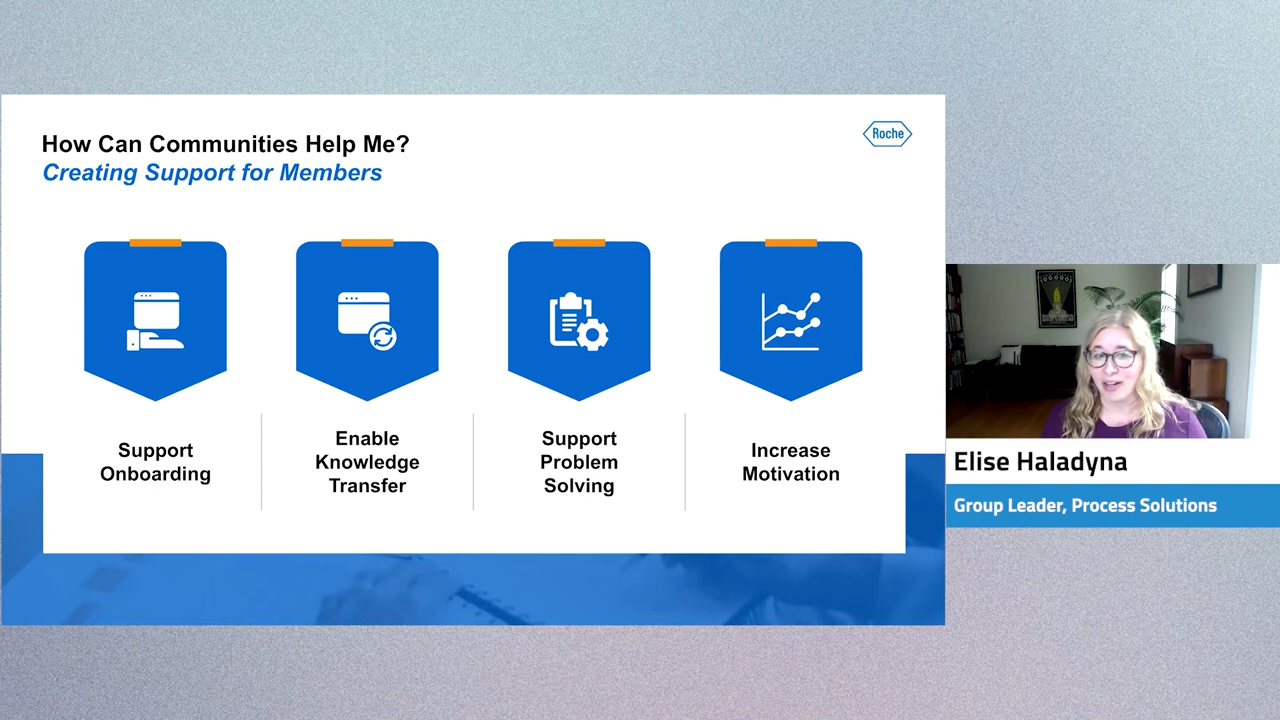 How Can Communities Help Me?
Creating Support for Members
Roche
Support
Onboarding
Enable
Knowledge
Transfer
Support
Problem
Solving
Increase
Motivation
Elise Haladyna
Group Leader, Process Solutions